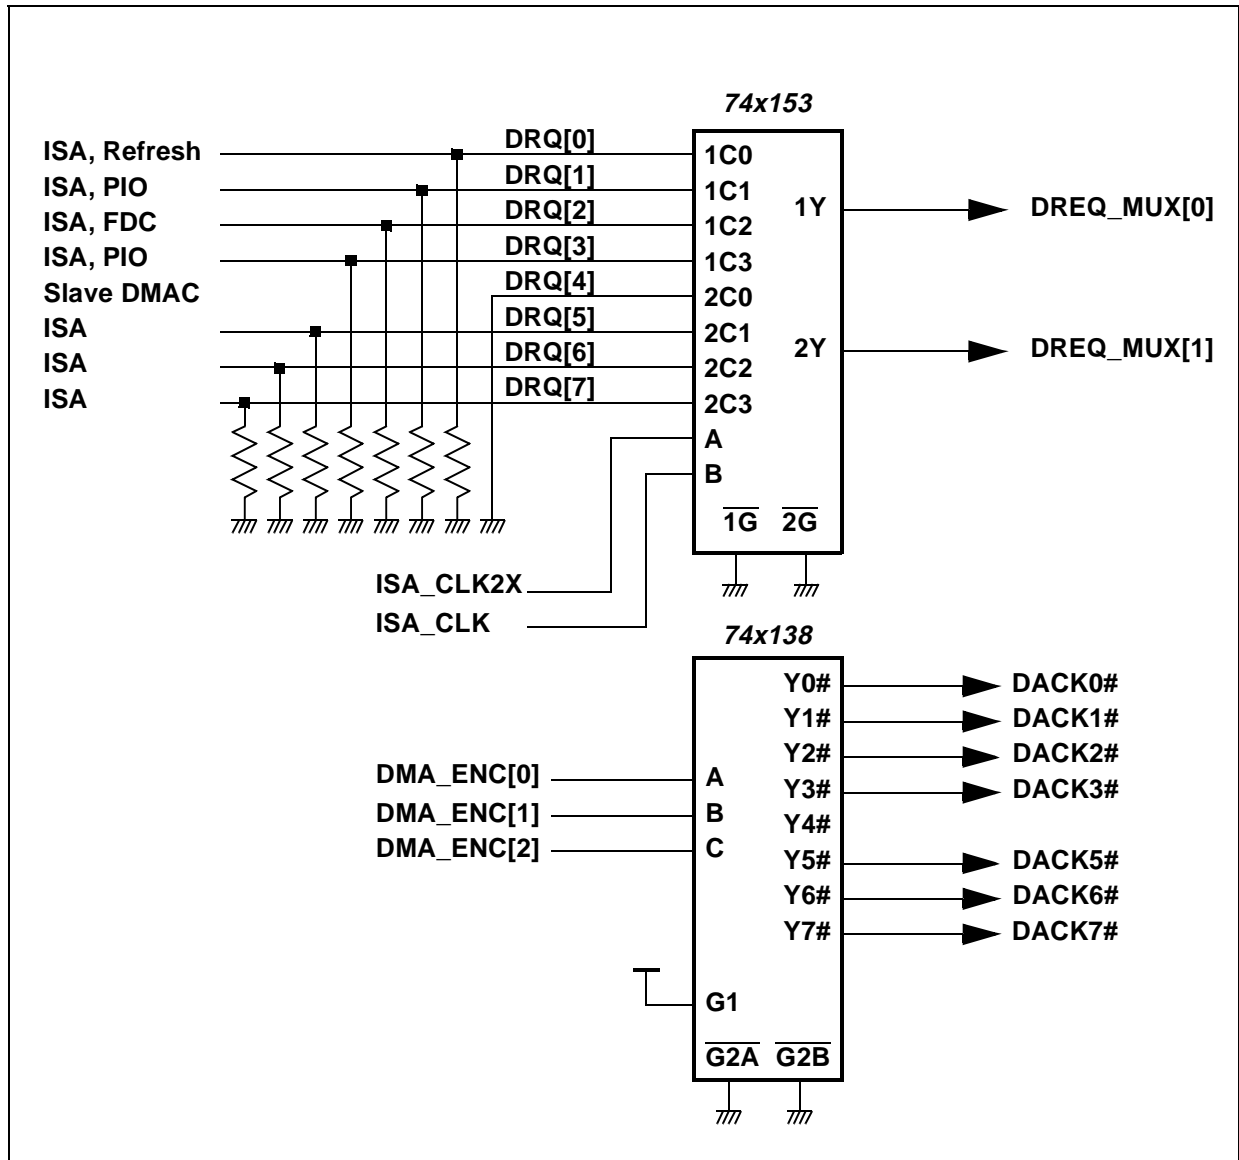 74x153
ISA, Refresh DRQ[0] 1C0
ISA, PIO DRQ[1] 1C1
1Y DREQ_MUX[0]
ISA, FDC DRQ[2] 1C2
ISA, PIO DRQ[3] 1C3
Slave DMAC DRQ[4] 2C0
ISA DRQ[5] 2C1
2Y DREQ_MUX[1]
ISA DRQ[6] 2C2
ISA DRQ[7] 2C3
A
B
1G 2G
ISA_CLK2X
ISA_CLK
74x138
Y0# DACK0#
Y1# DACK1#
Y2# DACK2#
DMA_ENC[0] A Y3# DACK3#
DMA_ENC[1] B Y4#
DMA_ENC[2] C Y5# DACK5#
Y6# DACK6#
Y7# DACK7#
G1
G2A G2B